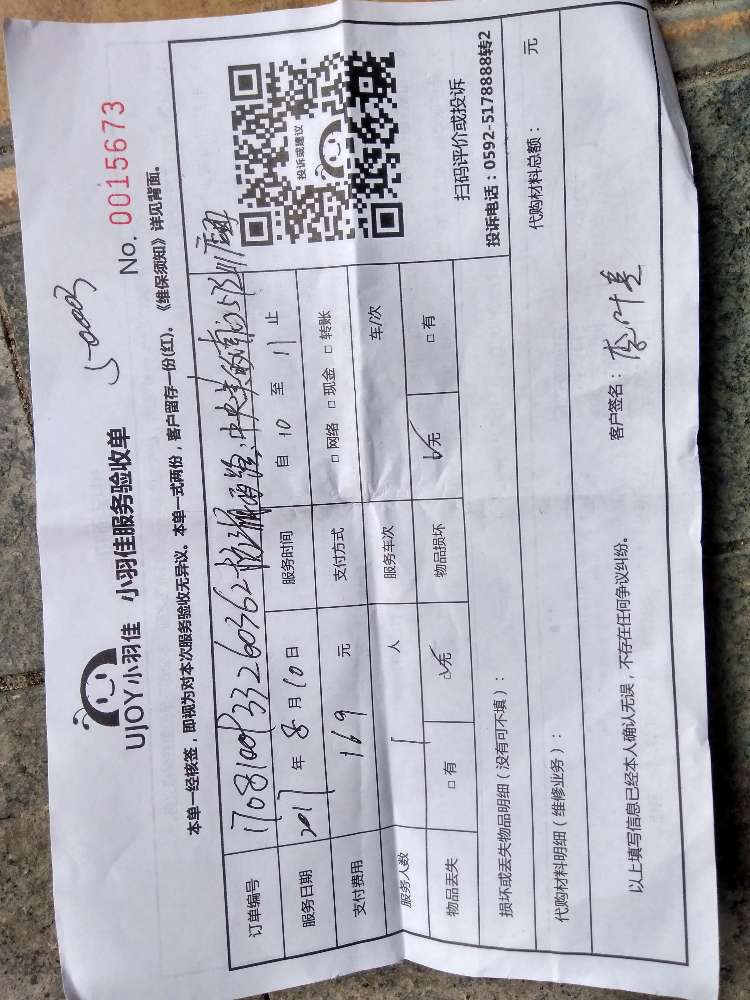 UJOY小羽佳 小羽佳服务验收单
5-0003
No. 0015673
本单一经核签，即视为对本次服务验收无异议。本单一式两份，客户留存一份(红)。《维保须知》详见背面。
订单编号
服务日期 2017 年 8 月 10 日 服务时间 自 10 至 11 止
支付费用 169 元 支付方式 □ 网络 □ 现金 □ 转账
服务人数 1 人 服务车次 车/次
物品丢失 □ 有 ☑ 无 物品损坏 ☑ 无 □ 有
投诉或建议
扫码评价或投诉
投诉电话：0592-5178888转2
损坏或丢失物品明细（没有可不填）：
代购材料明细（维修业务）： 代购材料总额： 元
以上填写信息已经本人确认无误，不存在任何争议纠纷。 客户签名：